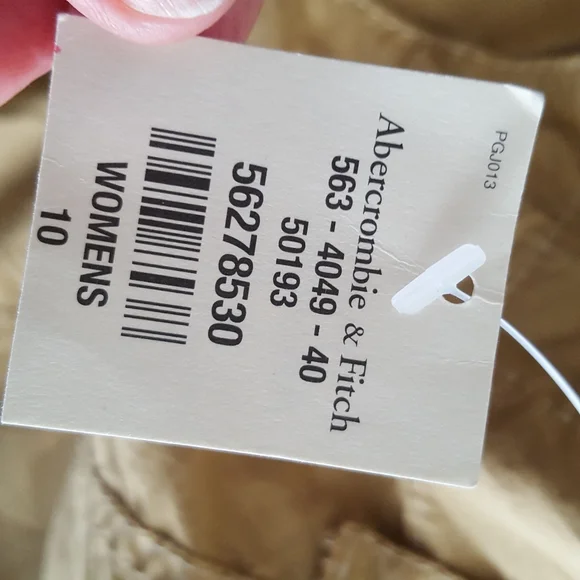 PGJ013
Abercrombie & Fitch
563 - 4049 - 40
50193
56278530
WOMENS
10